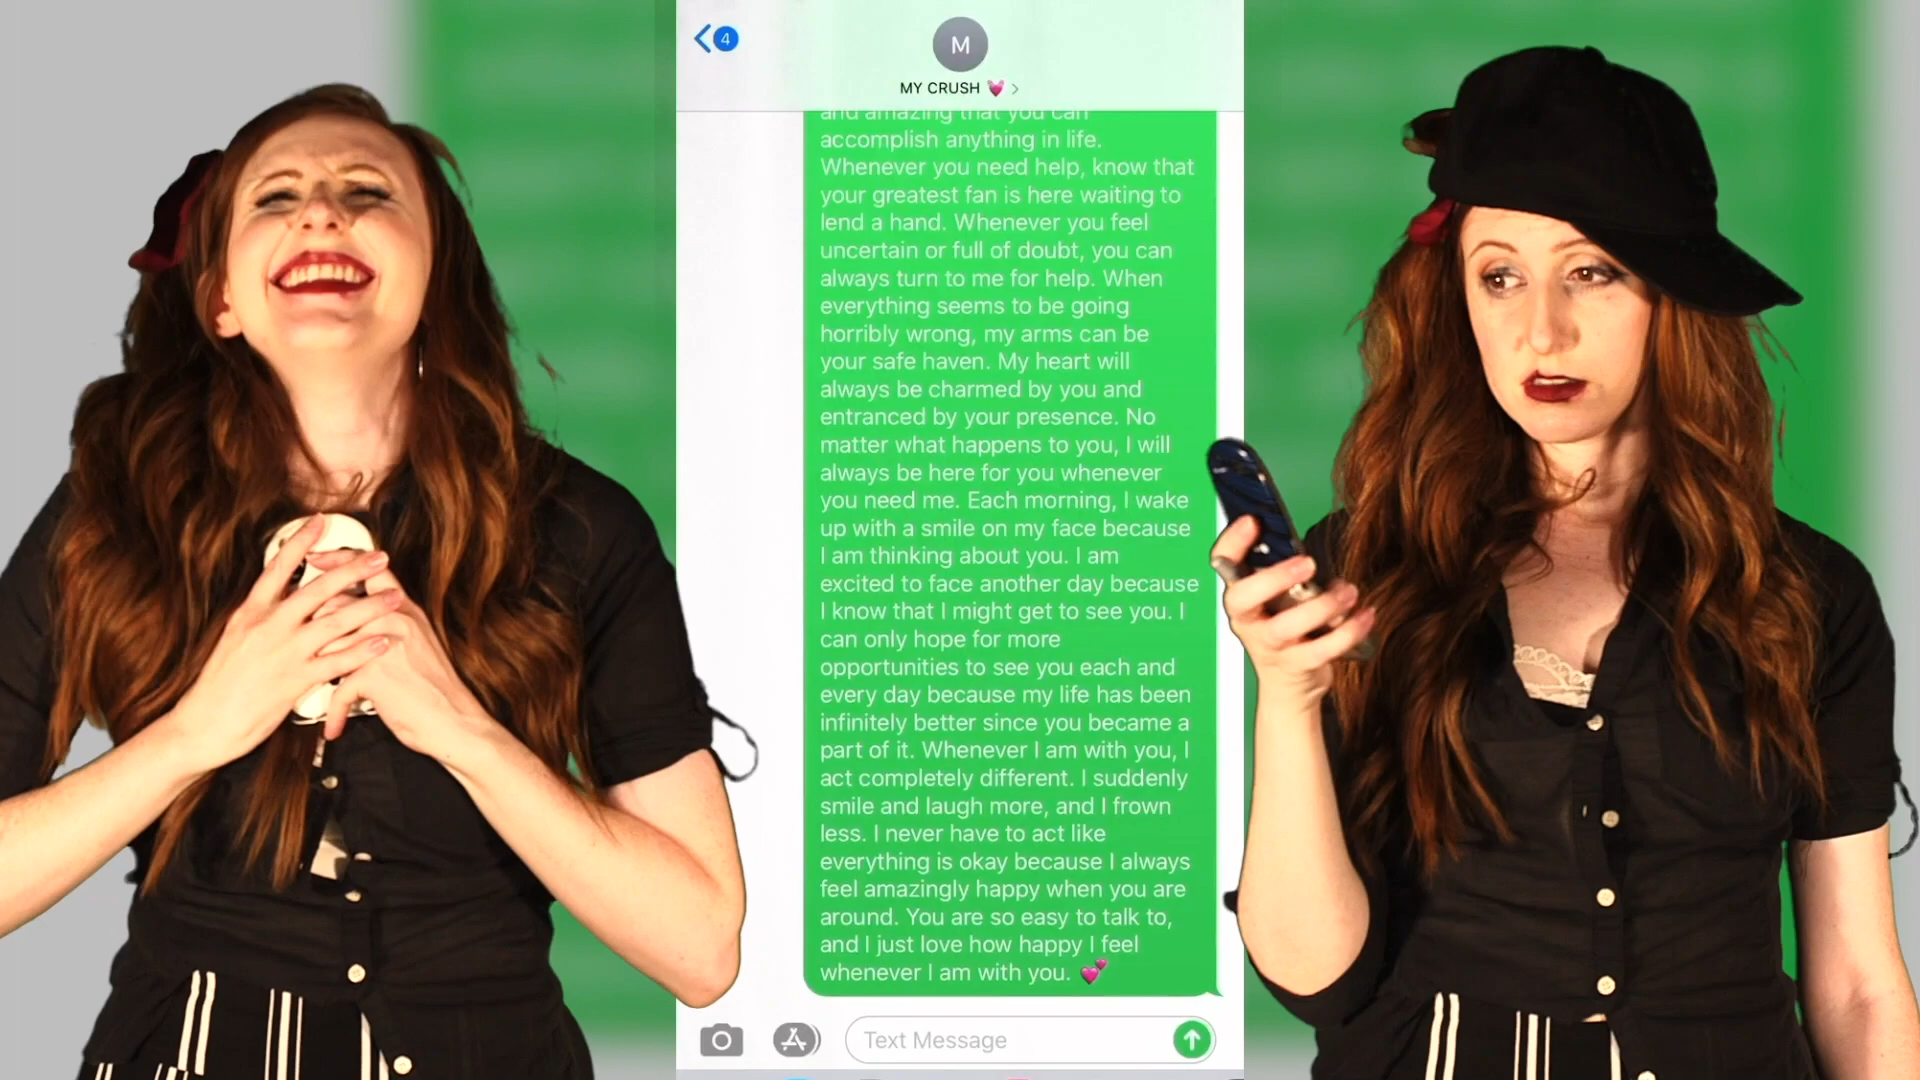 4
M
MY CRUSH 💓
and amazing that you can
accomplish anything in life.
Whenever you need help, know that
your greatest fan is here waiting to
lend a hand. Whenever you feel
uncertain or full of doubt, you can
always turn to me for help. When
everything seems to be going
horribly wrong, my arms can be
your safe haven. My heart will
always be charmed by you and
entranced by your presence. No
matter what happens to you, I will
always be here for you whenever
you need me. Each morning, I wake
up with a smile on my face because
I am thinking about you. I am
excited to face another day because
I know that I might get to see you. I
can only hope for more
opportunities to see you each and
every day because my life has been
infinitely better since you became a
part of it. Whenever I am with you, I
act completely different. I suddenly
smile and laugh more, and I frown
less. I never have to act like
everything is okay because I always
feel amazingly happy when you are
around. You are so easy to talk to,
and I just love how happy I feel
whenever I am with you. 💕
Text Message